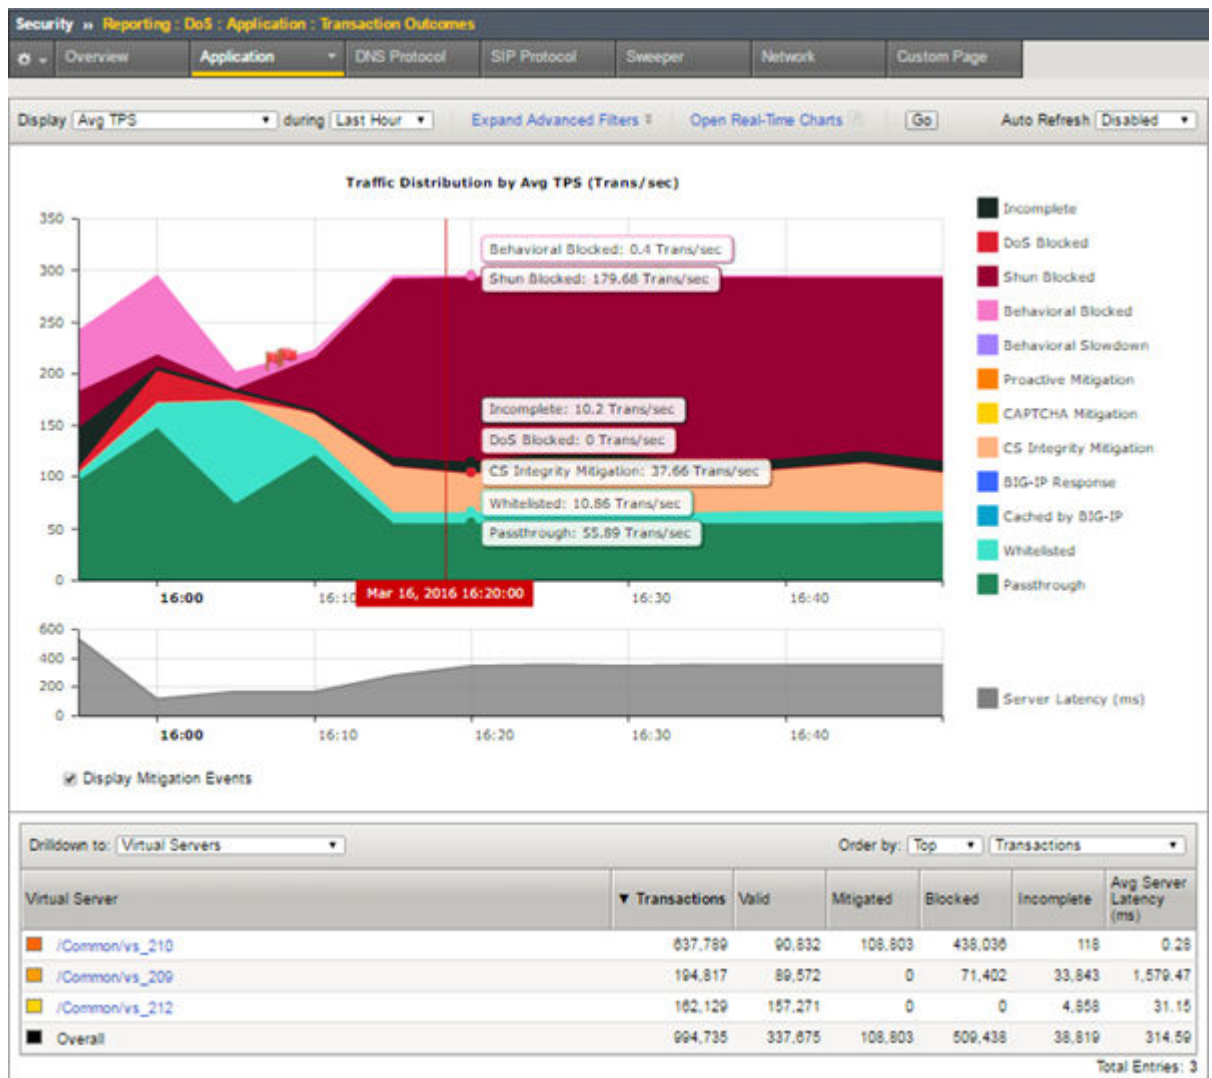 Security » Reporting : DoS : Application : Transaction Outcomes
Overview Application DNS Protocol SIP Protocol Sweeper Network Custom Page
Display Avg TPS during Last Hour Expand Advanced Filters Open Real-Time Charts Go Auto Refresh Disabled
Traffic Distribution by Avg TPS (Trans/sec)
350
300
250
200
150
100
50
0
Behavioral Blocked: 0.4 Trans/sec
Shun Blocked: 179.68 Trans/sec
Incomplete: 10.2 Trans/sec
DoS Blocked: 0 Trans/sec
CS Integrity Mitigation: 37.66 Trans/sec
Whitelisted: 10.86 Trans/sec
Passthrough: 55.89 Trans/sec
16:00 16:10 Mar 16, 2016 16:20:00 16:30 16:40
Incomplete
DoS Blocked
Shun Blocked
Behavioral Blocked
Behavioral Slowdown
Proactive Mitigation
CAPTCHA Mitigation
CS Integrity Mitigation
BIG-IP Response
Cached by BIG-IP
Whitelisted
Passthrough
600
400
200
0
16:00 16:10 16:20 16:30 16:40
Server Latency (ms)
Display Mitigation Events
Drilldown to: Virtual Servers Order by: Top Transactions
Virtual Server ▼ Transactions Valid Mitigated Blocked Incomplete Avg Server Latency (ms)
/Common/vs_210 637,789 90,832 108,803 438,036 118 0.28
/Common/vs_209 194,817 89,572 0 71,402 33,843 1,579.47
/Common/vs_212 162,129 157,271 0 0 4,858 31.15
Overall 994,735 337,675 108,803 509,438 38,819 314.59
Total Entries: 3